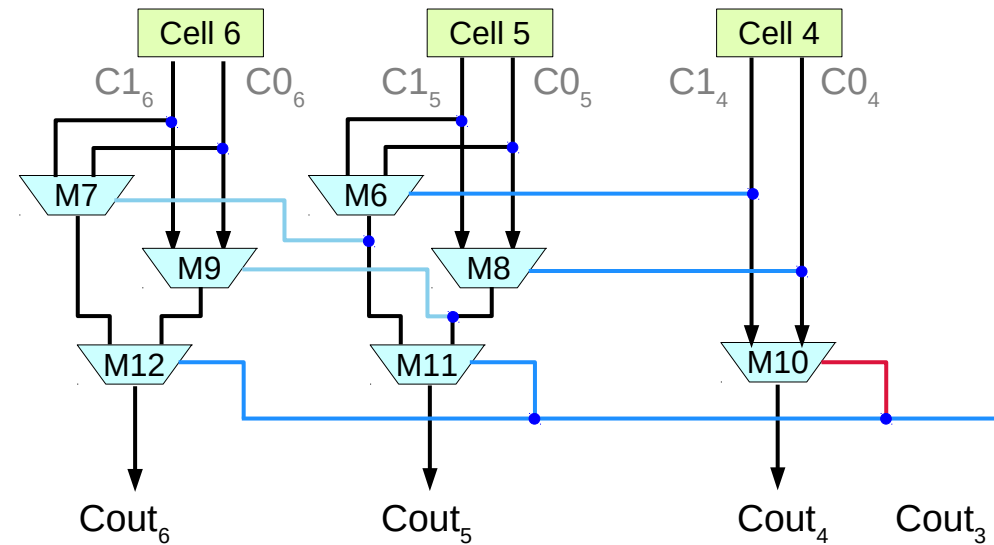 Cell 6
Cell 5
Cell 4
C1₆
C0₆
C1₅
C0₅
C1₄
C0₄
M7
M6
M9
M8
M12
M11
M10
Cout₆
Cout₅
Cout₄
Cout₃